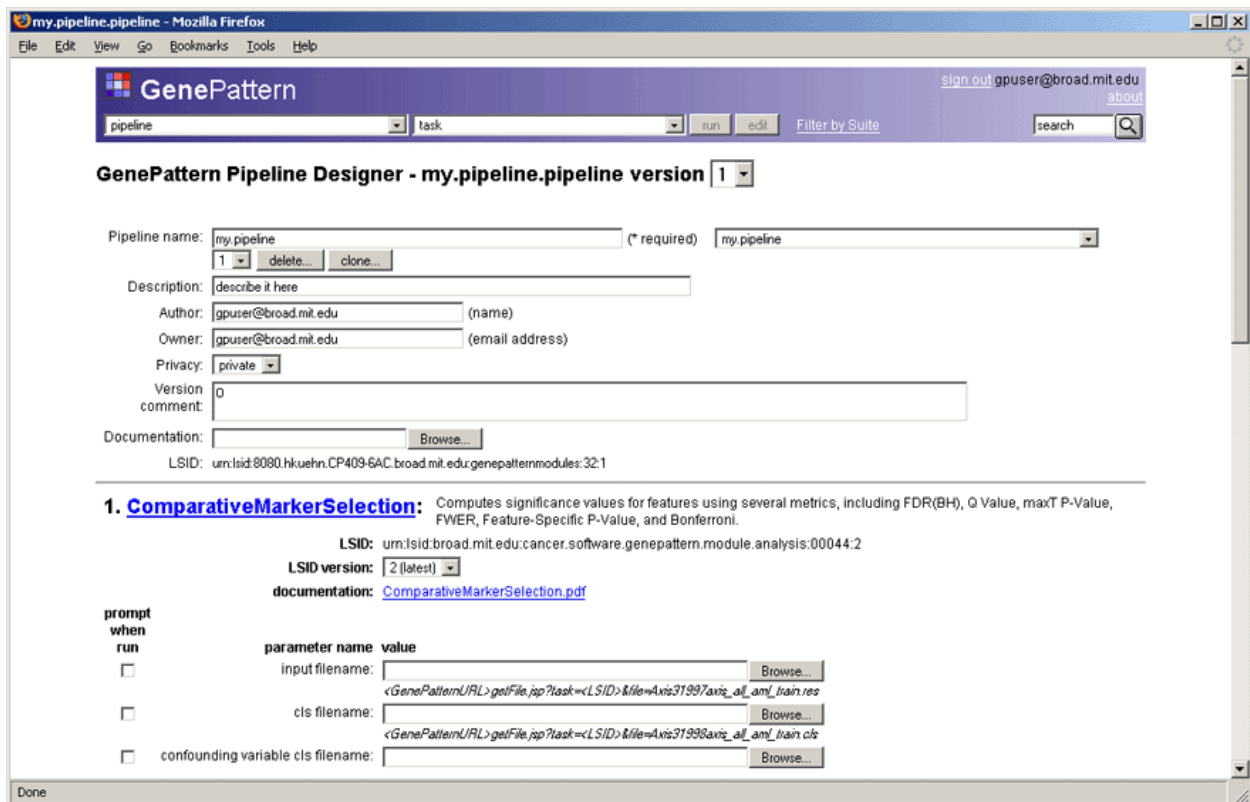 my.pipeline.pipeline - Mozilla Firefox
File Edit View Go Bookmarks Tools Help
GenePattern
sign out gpuser@broad.mit.edu
about
pipeline task run edit Filter by Suite search
GenePattern Pipeline Designer - my.pipeline.pipeline version 1
Pipeline name: my.pipeline (* required) my.pipeline
1 delete... clone...
Description: describe it here
Author: gpuser@broad.mit.edu (name)
Owner: gpuser@broad.mit.edu (email address)
Privacy: private
Version comment: 0
Documentation: Browse...
LSID: urn:lsid:8080.hkuehn.CP409-6AC.broad.mit.edu:genepatternmodules:32:1
1. ComparativeMarkerSelection: Computes significance values for features using several metrics, including FDR(BH), Q Value, maxT P-Value,
FWER, Feature-Specific P-Value, and Bonferroni.
LSID: urn:lsid:broad.mit.edu:cancer.software.genepattern.module.analysis:00044:2
LSID version: 2 (latest)
documentation: ComparativeMarkerSelection.pdf
prompt
when
run parameter name value
input filename: Browse...
<GenePatternURL>getFile.jsp?task=<LSID>&file=Axis31997axis_all_aml_train.res
cls filename: Browse...
<GenePatternURL>getFile.jsp?task=<LSID>&file=Axis31998axis_all_aml_train.cls
confounding variable cls filename: Browse...
Done